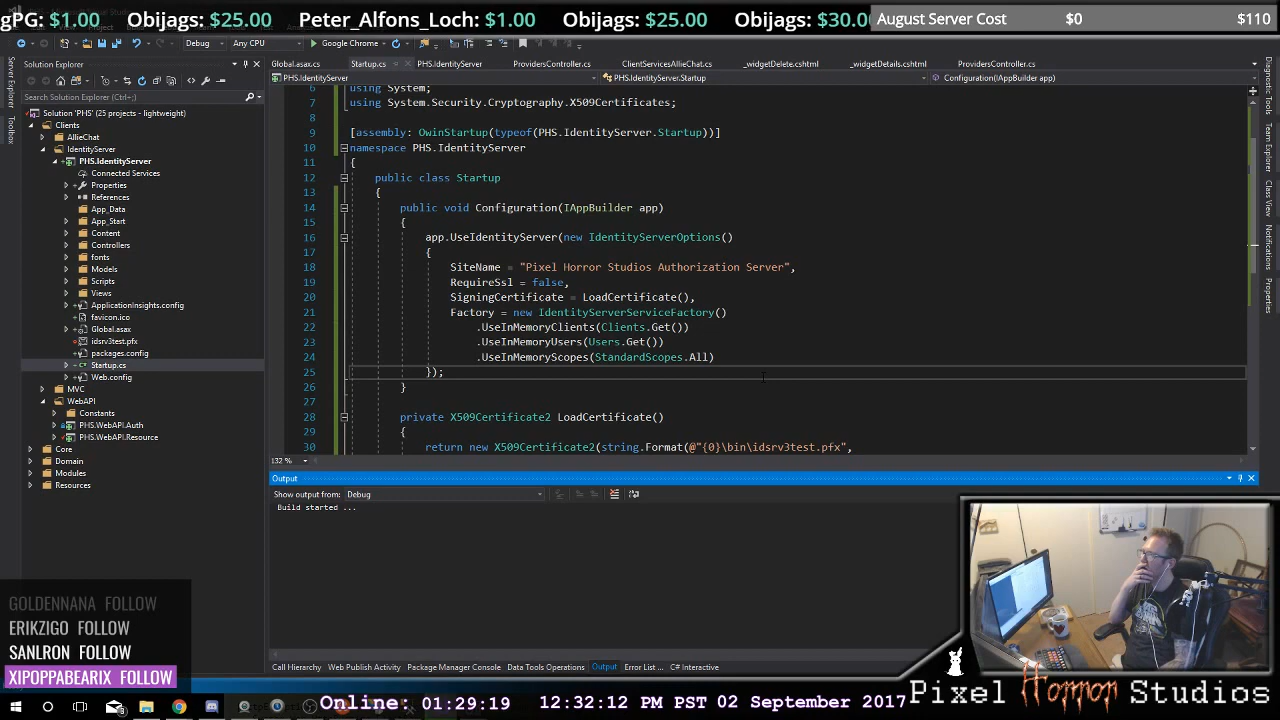 gPG: $1.00 Obijags: $25.00 Peter_Alfons_Loch: $1.00 Obijags: $25.00 Obijags: $30.00
August Server Cost $0 $110
Debug Any CPU Google Chrome
Solution Explorer
Search Solution Explorer (Ctrl+;)
Solution 'PHS' (25 projects - lightweight)
Clients
AllieChat
IdentityServer
PHS.IdentityServer
Connected Services
Properties
References
App_Data
App_Start
Content
Controllers
fonts
Models
Scripts
Views
ApplicationInsights.config
favicon.ico
Global.asax
idsrv3test.pfx
packages.config
Startup.cs
Web.config
MVC
WebAPI
Constants
PHS.WebAPI.Auth
PHS.WebAPI.Resource
Core
Domain
Modules
Resources
Server Explorer
Toolbox
Global.asax.cs Startup.cs PHS.IdentityServer ProvidersController.cs ClientServicesAllieChat.cs _widgetDelete.cshtml _widgetDetails.cshtml ProvidersController.cs
PHS.IdentityServer PHS.IdentityServer.Startup Configuration(IAppBuilder app)
6 using System;
7 using System.Security.Cryptography.X509Certificates;
8
9 [assembly: OwinStartup(typeof(PHS.IdentityServer.Startup))]
10 namespace PHS.IdentityServer
11 {
12 public class Startup
13 {
14 public void Configuration(IAppBuilder app)
15 {
16 app.UseIdentityServer(new IdentityServerOptions()
17 {
18 SiteName = "Pixel Horror Studios Authorization Server",
19 RequireSsl = false,
20 SigningCertificate = LoadCertificate(),
21 Factory = new IdentityServerServiceFactory()
22 .UseInMemoryClients(Clients.Get())
23 .UseInMemoryUsers(Users.Get())
24 .UseInMemoryScopes(StandardScopes.All)
25 });
26 }
27
28 private X509Certificate2 LoadCertificate()
29 {
30 return new X509Certificate2(string.Format(@"{0}\bin\idsrv3test.pfx",
132 %
Output
Show output from: Debug
Build started ...
Call Hierarchy Web Publish Activity Package Manager Console Data Tools Operations Output Error List ... C# Interactive
Diagnostic Tools
Team Explorer
Class View
Notifications
Properties
GOLDENNANA FOLLOW
ERIKZIGO FOLLOW
SANLRON FOLLOW
XIPOPPABEARIX FOLLOW
Online: 01:29:19 12:32:12 PM PST 02 September 2017
Pixel Horror Studios